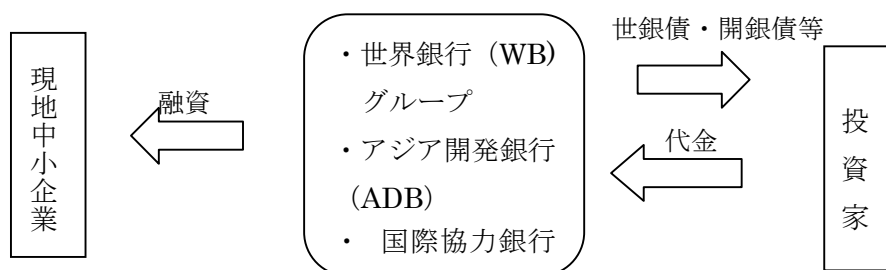 現地中小企業
融資
・世界銀行（WB）
グループ
・アジア開発銀行
（ADB）
・　国際協力銀行
世銀債・開銀債等
代金
投資家